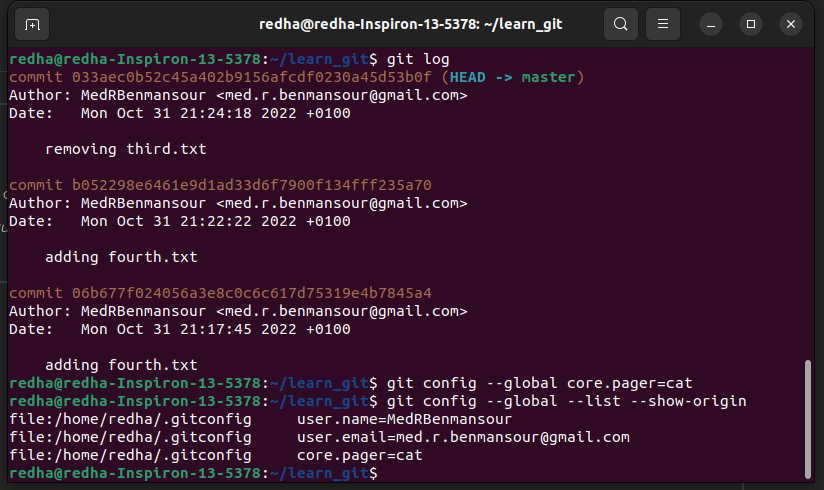 redha@redha-Inspiron-13-5378: ~/learn_git
redha@redha-Inspiron-13-5378:~/learn_git$ git log
commit 033aec0b52c45a402b9156afcdf0230a45d53b0f (HEAD -> master)
Author: MedRBenmansour <med.r.benmansour@gmail.com>
Date:   Mon Oct 31 21:24:18 2022 +0100
    removing third.txt
commit b052298e6461e9d1ad33d6f7900f134fff235a70
Author: MedRBenmansour <med.r.benmansour@gmail.com>
Date:   Mon Oct 31 21:22:22 2022 +0100
    adding fourth.txt
commit 06b677f024056a3e8c0c6c617d75319e4b7845a4
Author: MedRBenmansour <med.r.benmansour@gmail.com>
Date:   Mon Oct 31 21:17:45 2022 +0100
    adding fourth.txt
redha@redha-Inspiron-13-5378:~/learn_git$ git config --global core.pager=cat
redha@redha-Inspiron-13-5378:~/learn_git$ git config --global --list --show-origin
file:/home/redha/.gitconfig     user.name=MedRBenmansour
file:/home/redha/.gitconfig     user.email=med.r.benmansour@gmail.com
file:/home/redha/.gitconfig     core.pager=cat
redha@redha-Inspiron-13-5378:~/learn_git$